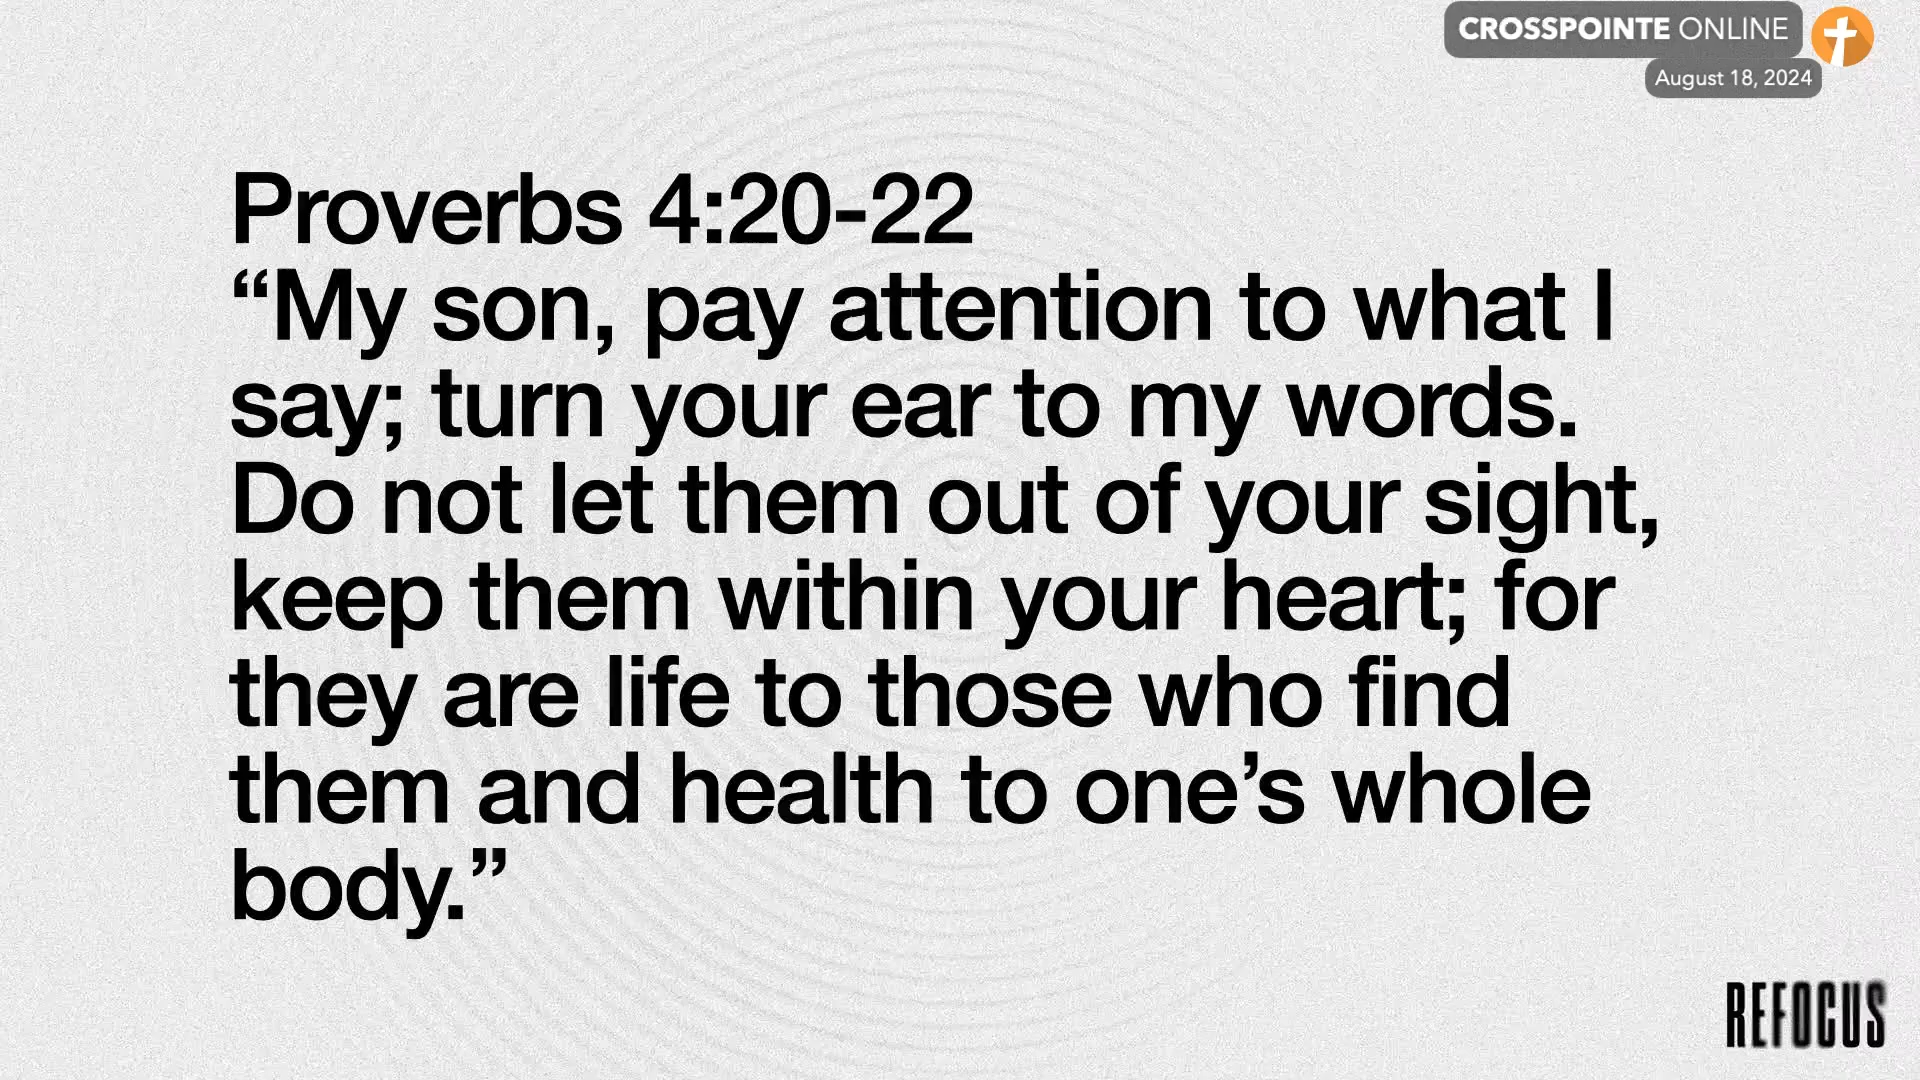 CROSSPOINTE ONLINE
August 18, 2024
Proverbs 4:20-22
“My son, pay attention to what I
say; turn your ear to my words.
Do not let them out of your sight,
keep them within your heart; for
they are life to those who find
them and health to one’s whole
body.”
REFOCUS